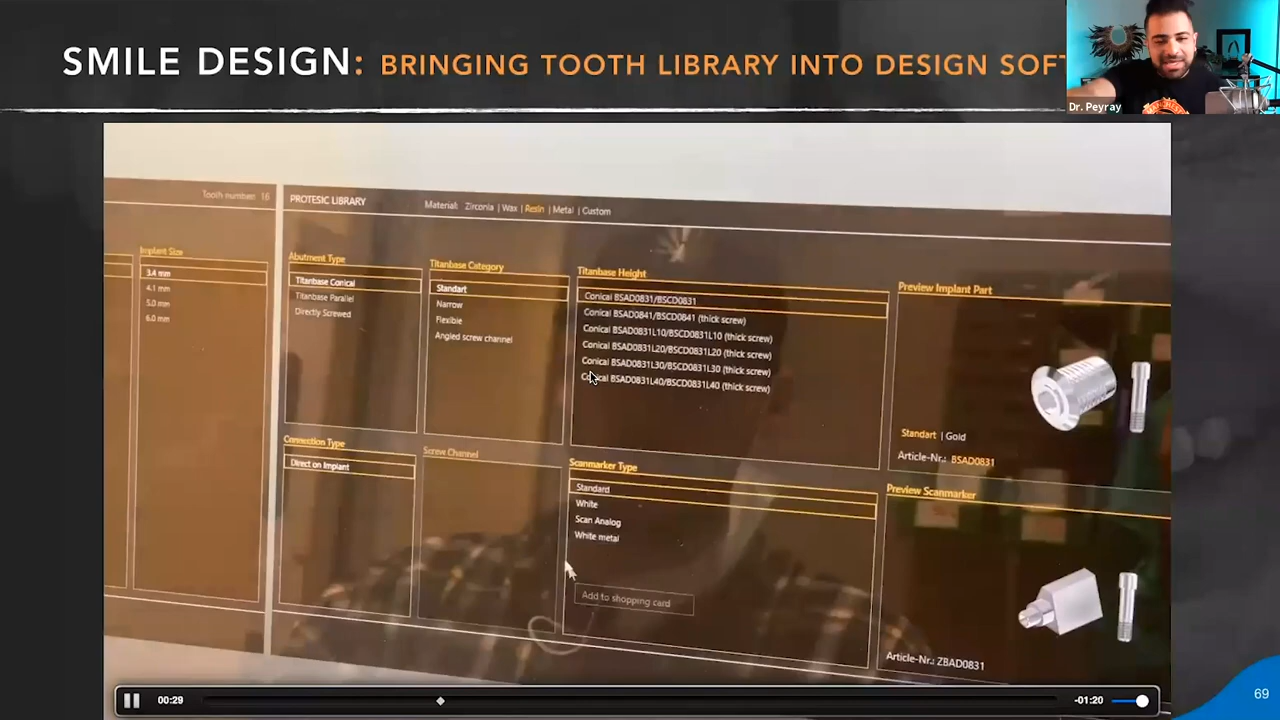 SMILE DESIGN: BRINGING TOOTH LIBRARY INTO DESIGN SOFT
Dr. Peyray
Tooth number: 16
PROTESIC LIBRARY
Material: Zirconia | Wax | Resin | Metal | Custom
Implant Size
3.4 mm
4.1 mm
5.0 mm
6.0 mm
Abutment Type
Titanbase Conical
Titanbase Parallel
Directly Screwed
Titanbase Category
Standart
Narrow
Flexible
Angled screw channel
Titanbase Height
Conical BSAD0831/BSCD0831
Conical BSAD0841/BSCD0841 (thick screw)
Conical BSAD0831L10/BSCD0831L10 (thick screw)
Conical BSAD0831L20/BSCD0831L20 (thick screw)
Conical BSAD0831L30/BSCD0831L30 (thick screw)
Conical BSAD0831L40/BSCD0831L40 (thick screw)
Preview Implant Part
Standart | Gold
Article-Nr.: BSAD0831
Connection Type
Direct on Implant
Screw Channel
Scanmarker Type
Standard
White
Scan Analog
White metal
Add to shopping card
Preview Scanmarker
Article-Nr.: ZBAD0831
00:29
-01:20
69